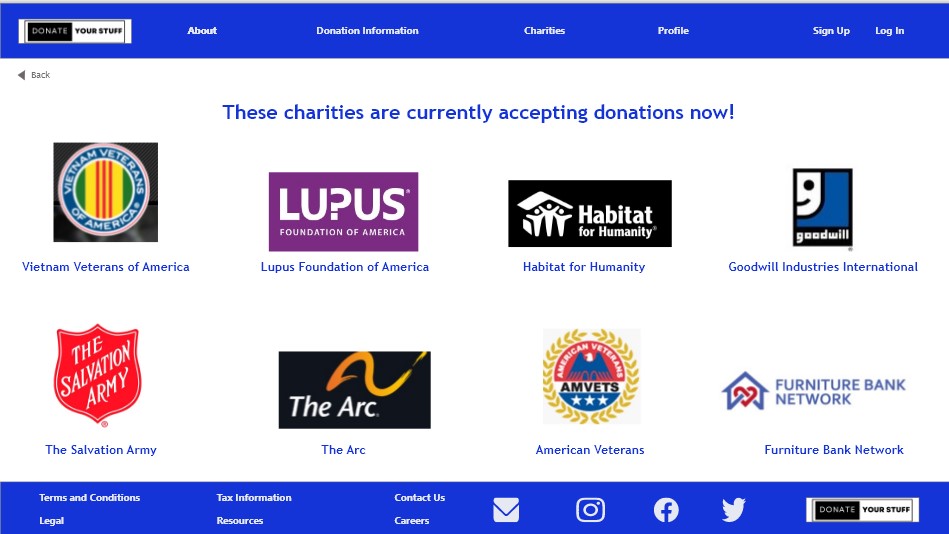 DONATE YOUR STUFF
About
Donation Information
Charities
Profile
Sign Up
Log In
Back
These charities are currently accepting donations now!
VIETNAM VETERANS OF AMERICA®
LUPUS®
FOUNDATION OF AMERICA
Habitat
for Humanity®
goodwill
Vietnam Veterans of America
Lupus Foundation of America
Habitat for Humanity
Goodwill Industries International
THE
SALVATION
ARMY
The Arc
AMERICAN VETERANS
AMVETS
FURNITURE BANK
NETWORK
The Salvation Army
The Arc
American Veterans
Furniture Bank Network
Terms and Conditions
Tax Information
Contact Us
Legal
Resources
Careers
DONATE YOUR STUFF